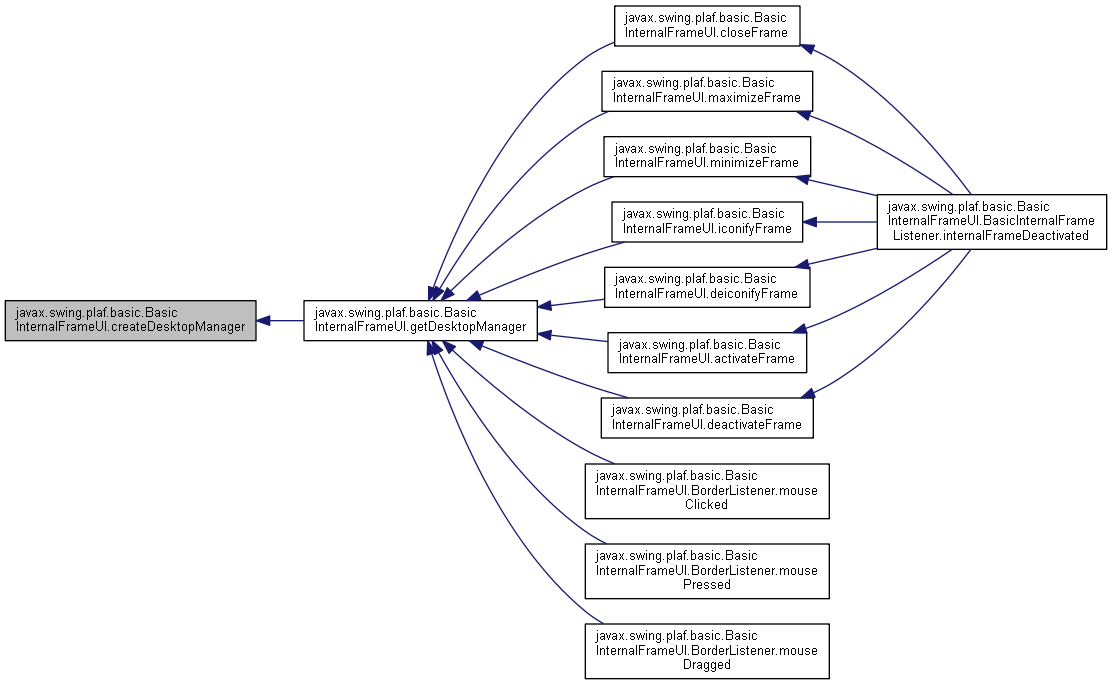 javax.swing.plaf.basic.Basic
InternalFrameUI.createDesktopManager
javax.swing.plaf.basic.Basic
InternalFrameUI.getDesktopManager
javax.swing.plaf.basic.Basic
InternalFrameUI.closeFrame
javax.swing.plaf.basic.Basic
InternalFrameUI.maximizeFrame
javax.swing.plaf.basic.Basic
InternalFrameUI.minimizeFrame
javax.swing.plaf.basic.Basic
InternalFrameUI.iconifyFrame
javax.swing.plaf.basic.Basic
InternalFrameUI.deiconifyFrame
javax.swing.plaf.basic.Basic
InternalFrameUI.activateFrame
javax.swing.plaf.basic.Basic
InternalFrameUI.deactivateFrame
javax.swing.plaf.basic.Basic
InternalFrameUI.BorderListener.mouse
Clicked
javax.swing.plaf.basic.Basic
InternalFrameUI.BorderListener.mouse
Pressed
javax.swing.plaf.basic.Basic
InternalFrameUI.BorderListener.mouse
Dragged
javax.swing.plaf.basic.Basic
InternalFrameUI.BasicInternalFrame
Listener.internalFrameDeactivated